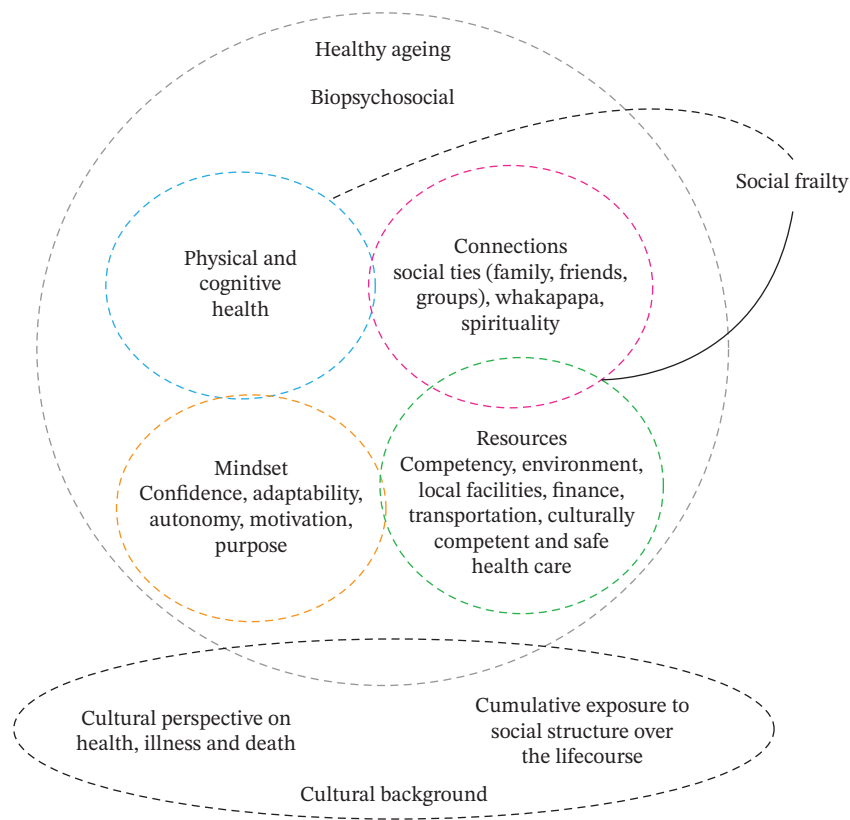 Healthy ageing
Biopsychosocial
Social frailty
Physical and
cognitive
health
Connections
social ties (family, friends,
groups), whakapapa,
spirituality
Mindset
Confidence, adaptability,
autonomy, motivation,
purpose
Resources
Competency, environment,
local facilities, finance,
transportation, culturally
competent and safe
health care
Cultural perspective on
health, illness and death
Cumulative exposure to
social structure over
the lifecourse
Cultural background